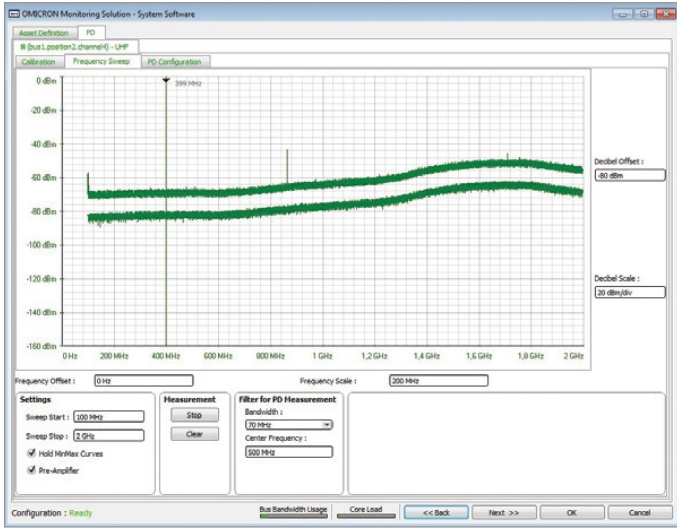 OMICRON Monitoring Solution - System Software
Asset Definition PD
N (bus1.position2.channel4) - UHF
Calibration Frequency Sweep PD Configuration
0 dBm
399 MHz
-20 dBm
-40 dBm
-60 dBm
-80 dBm
-100 dBm
-120 dBm
-140 dBm
-160 dBm
0 Hz 200 MHz 400 MHz 600 MHz 800 MHz 1 GHz 1,2 GHz 1,4 GHz 1,6 GHz 1,8 GHz 2 GHz
Decibel Offset :
-80 dBm
Decibel Scale :
20 dBm/div
Frequency Offset : 0 Hz Frequency Scale : 200 MHz
Settings
Sweep Start : 100 MHz
Sweep Stop : 2 GHz
Hold MinMax Curves
Pre-Amplifier
Measurement
Stop
Clear
Filter for PD Measurement
Bandwidth :
70 MHz
Center Frequency :
500 MHz
Configuration : Ready Bus Bandwidth Usage Core Load << Back Next >> OK Cancel